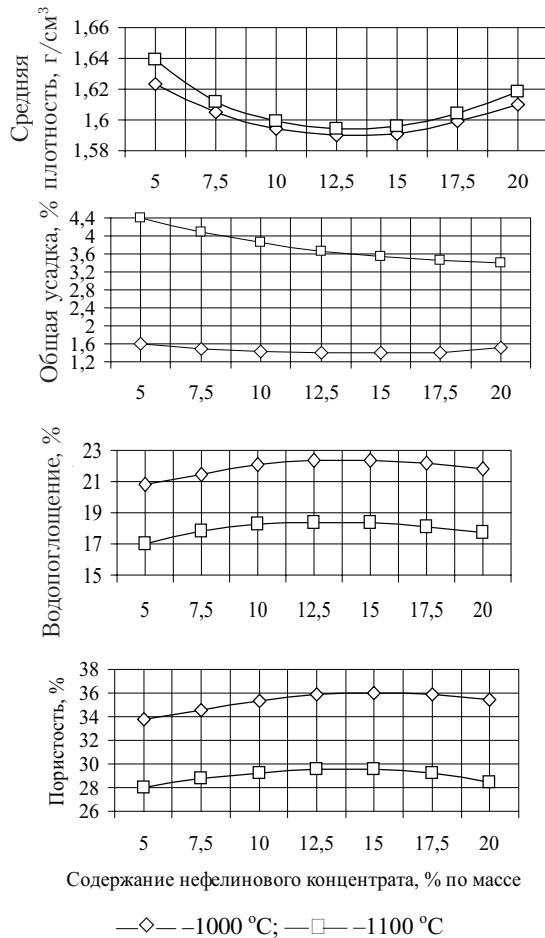 Средняя
плотность, г/см³
1,66
1,64
1,62
1,6
1,58
5 7,5 10 12,5 15 17,5 20
Общая усадка, %
4,4
4
3,6
3,2
2,8
2,4
2
1,6
1,2
5 7,5 10 12,5 15 17,5 20
Водопоглощение, %
23
21
19
17
15
5 7,5 10 12,5 15 17,5 20
Пористость, %
38
36
34
32
30
28
26
5 7,5 10 12,5 15 17,5 20
Содержание нефелинового концентрата, % по массе
–1000 °С; –1100 °С